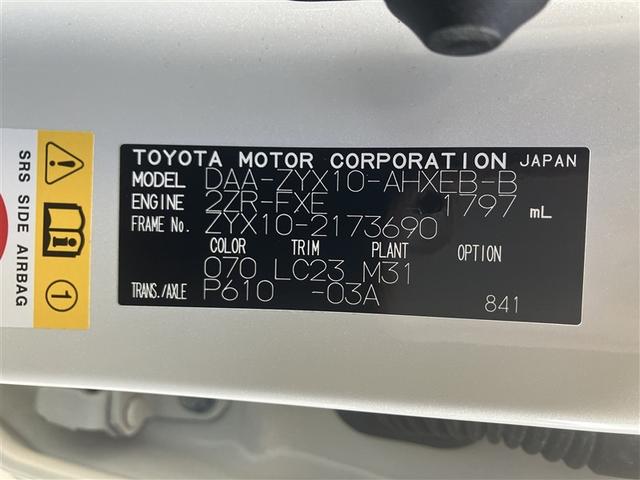 TOYOTA MOTOR CORPORATION JAPAN
MODEL DAA-ZYX10-AHXEB-B
ENGINE 2ZR-FXE 1797 mL
FRAME No. ZYX10-2173690
COLOR TRIM PLANT OPTION
070 LC23 M31
TRANS./AXLE P610 -03A 841
SRS SIDE AIRBAG
1